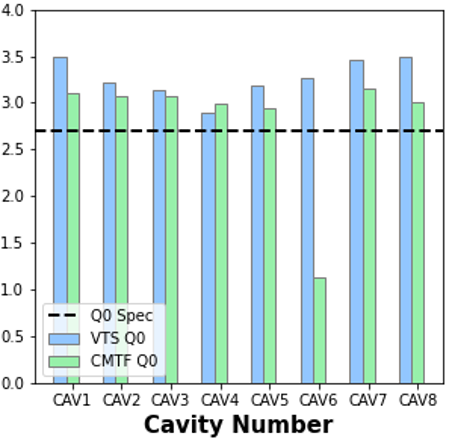 4.0
3.5
3.0
2.5
2.0
1.5
1.0
0.5
0.0
Q0 Spec
VTS Q0
CMTF Q0
CAV1 CAV2 CAV3 CAV4 CAV5 CAV6 CAV7 CAV8
Cavity Number